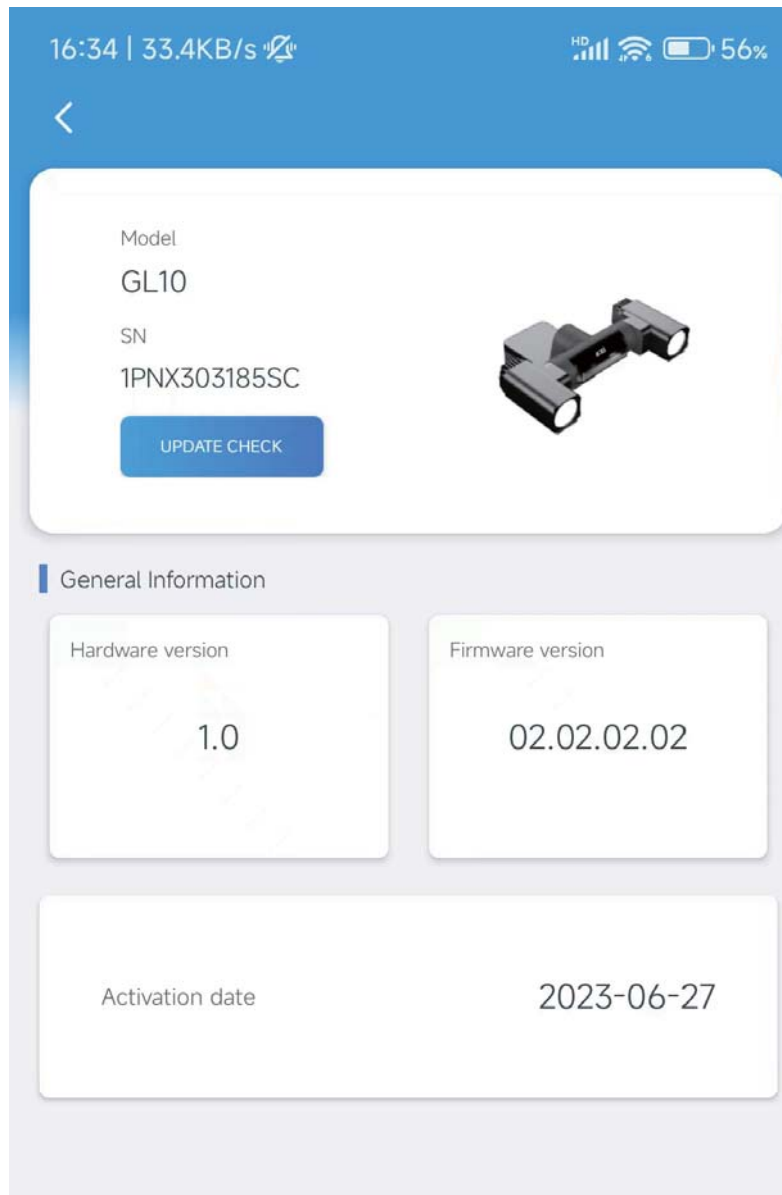 16:34 | 33.4KB/s HD 56%
Model
GL10
SN
1PNX303185SC
UPDATE CHECK
General Information
Hardware version
1.0
Firmware version
02.02.02.02
Activation date
2023-06-27